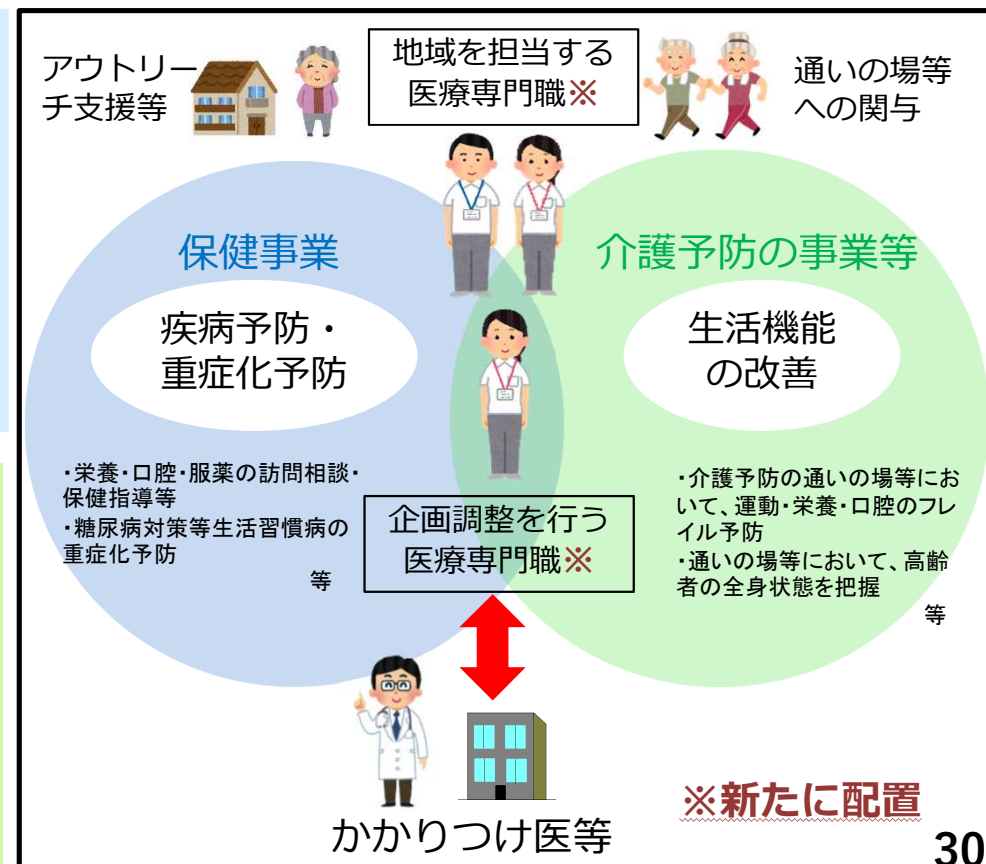 アウトリー
チ支援等
地域を担当する
医療専門職※
通いの場等
への関与
保健事業
介護予防の事業等
疾病予防・
重症化予防
生活機能
の改善
・栄養・口腔・服薬の訪問相談・
保健指導等
・糖尿病対策等生活習慣病の
重症化予防
等
企画調整を行う
医療専門職※
・介護予防の通いの場等にお
いて、運動・栄養・口腔のフレ
イル予防
・通いの場等において、高齢
者の全身状態を把握
等
かかりつけ医等
※新たに配置
30